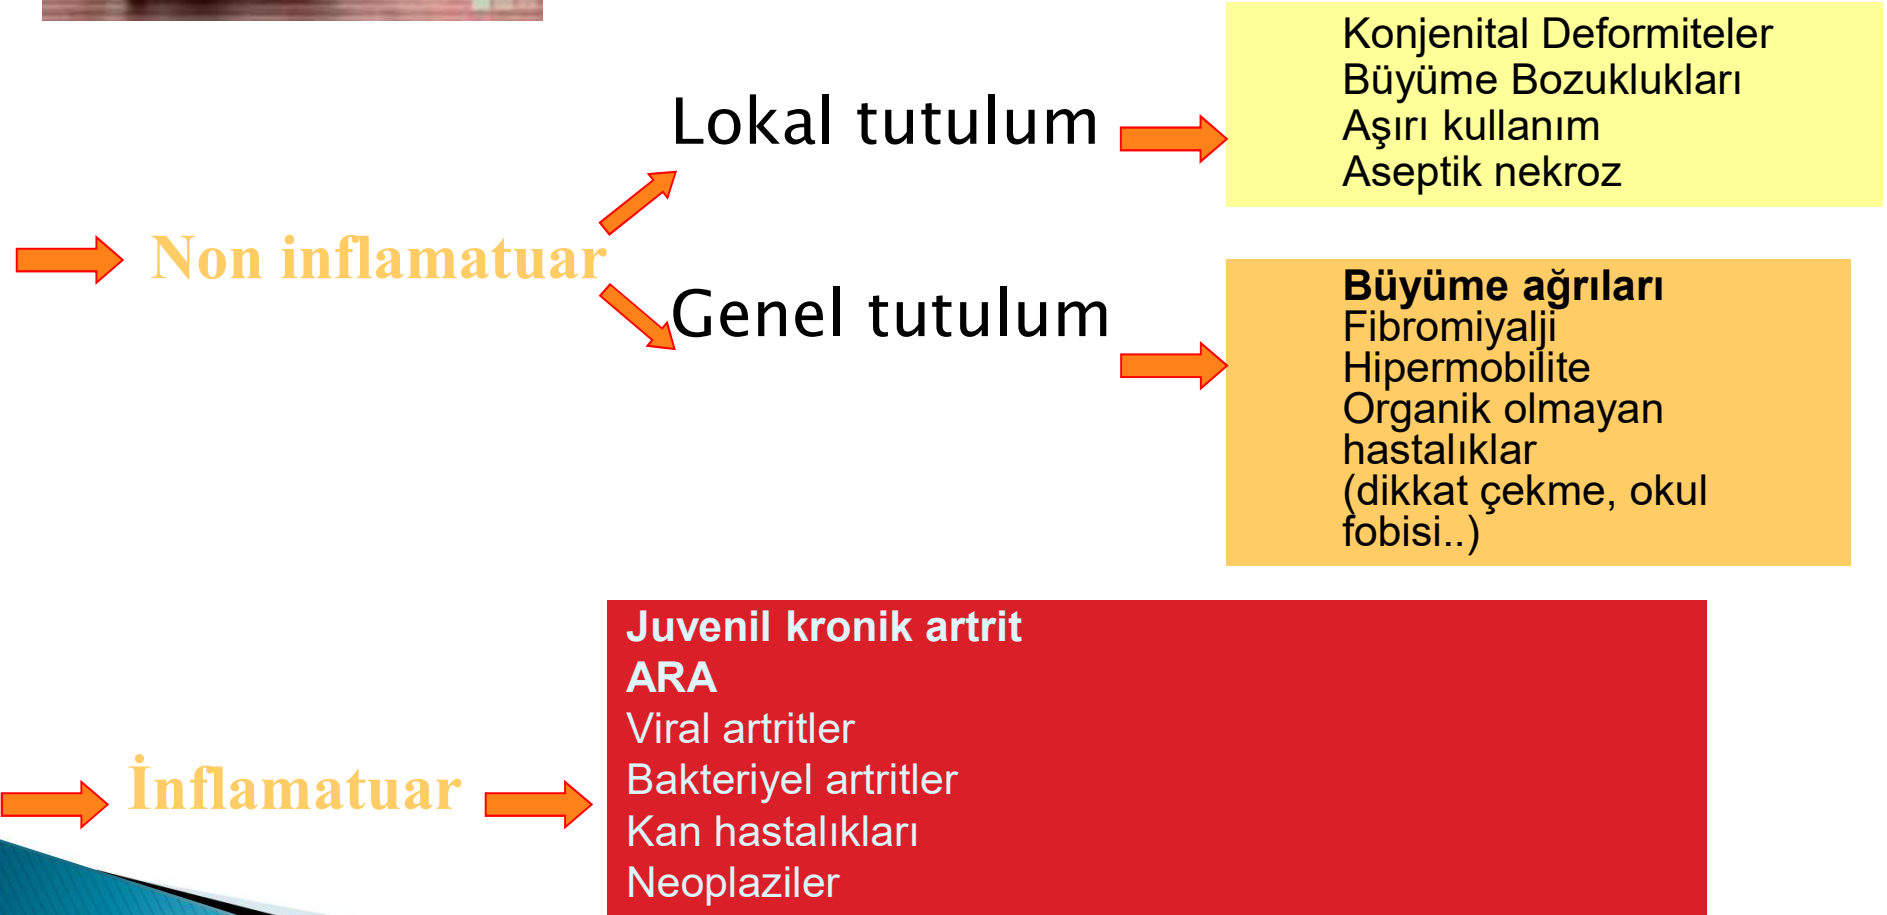 Konjenital Deformiteler
Büyüme Bozuklukları
Aşırı kullanım
Aseptik nekroz
Lokal tutulum
Non inflamatuar
Genel tutulum
Büyüme ağrıları
Fibromiyalji
Hipermobilite
Organik olmayan
hastalıklar
(dikkat çekme, okul
fobisi..)
Juvenil kronik artrit
ARA
Viral artritler
Bakteriyel artritler
Kan hastalıkları
Neoplaziler
İnflamatuar